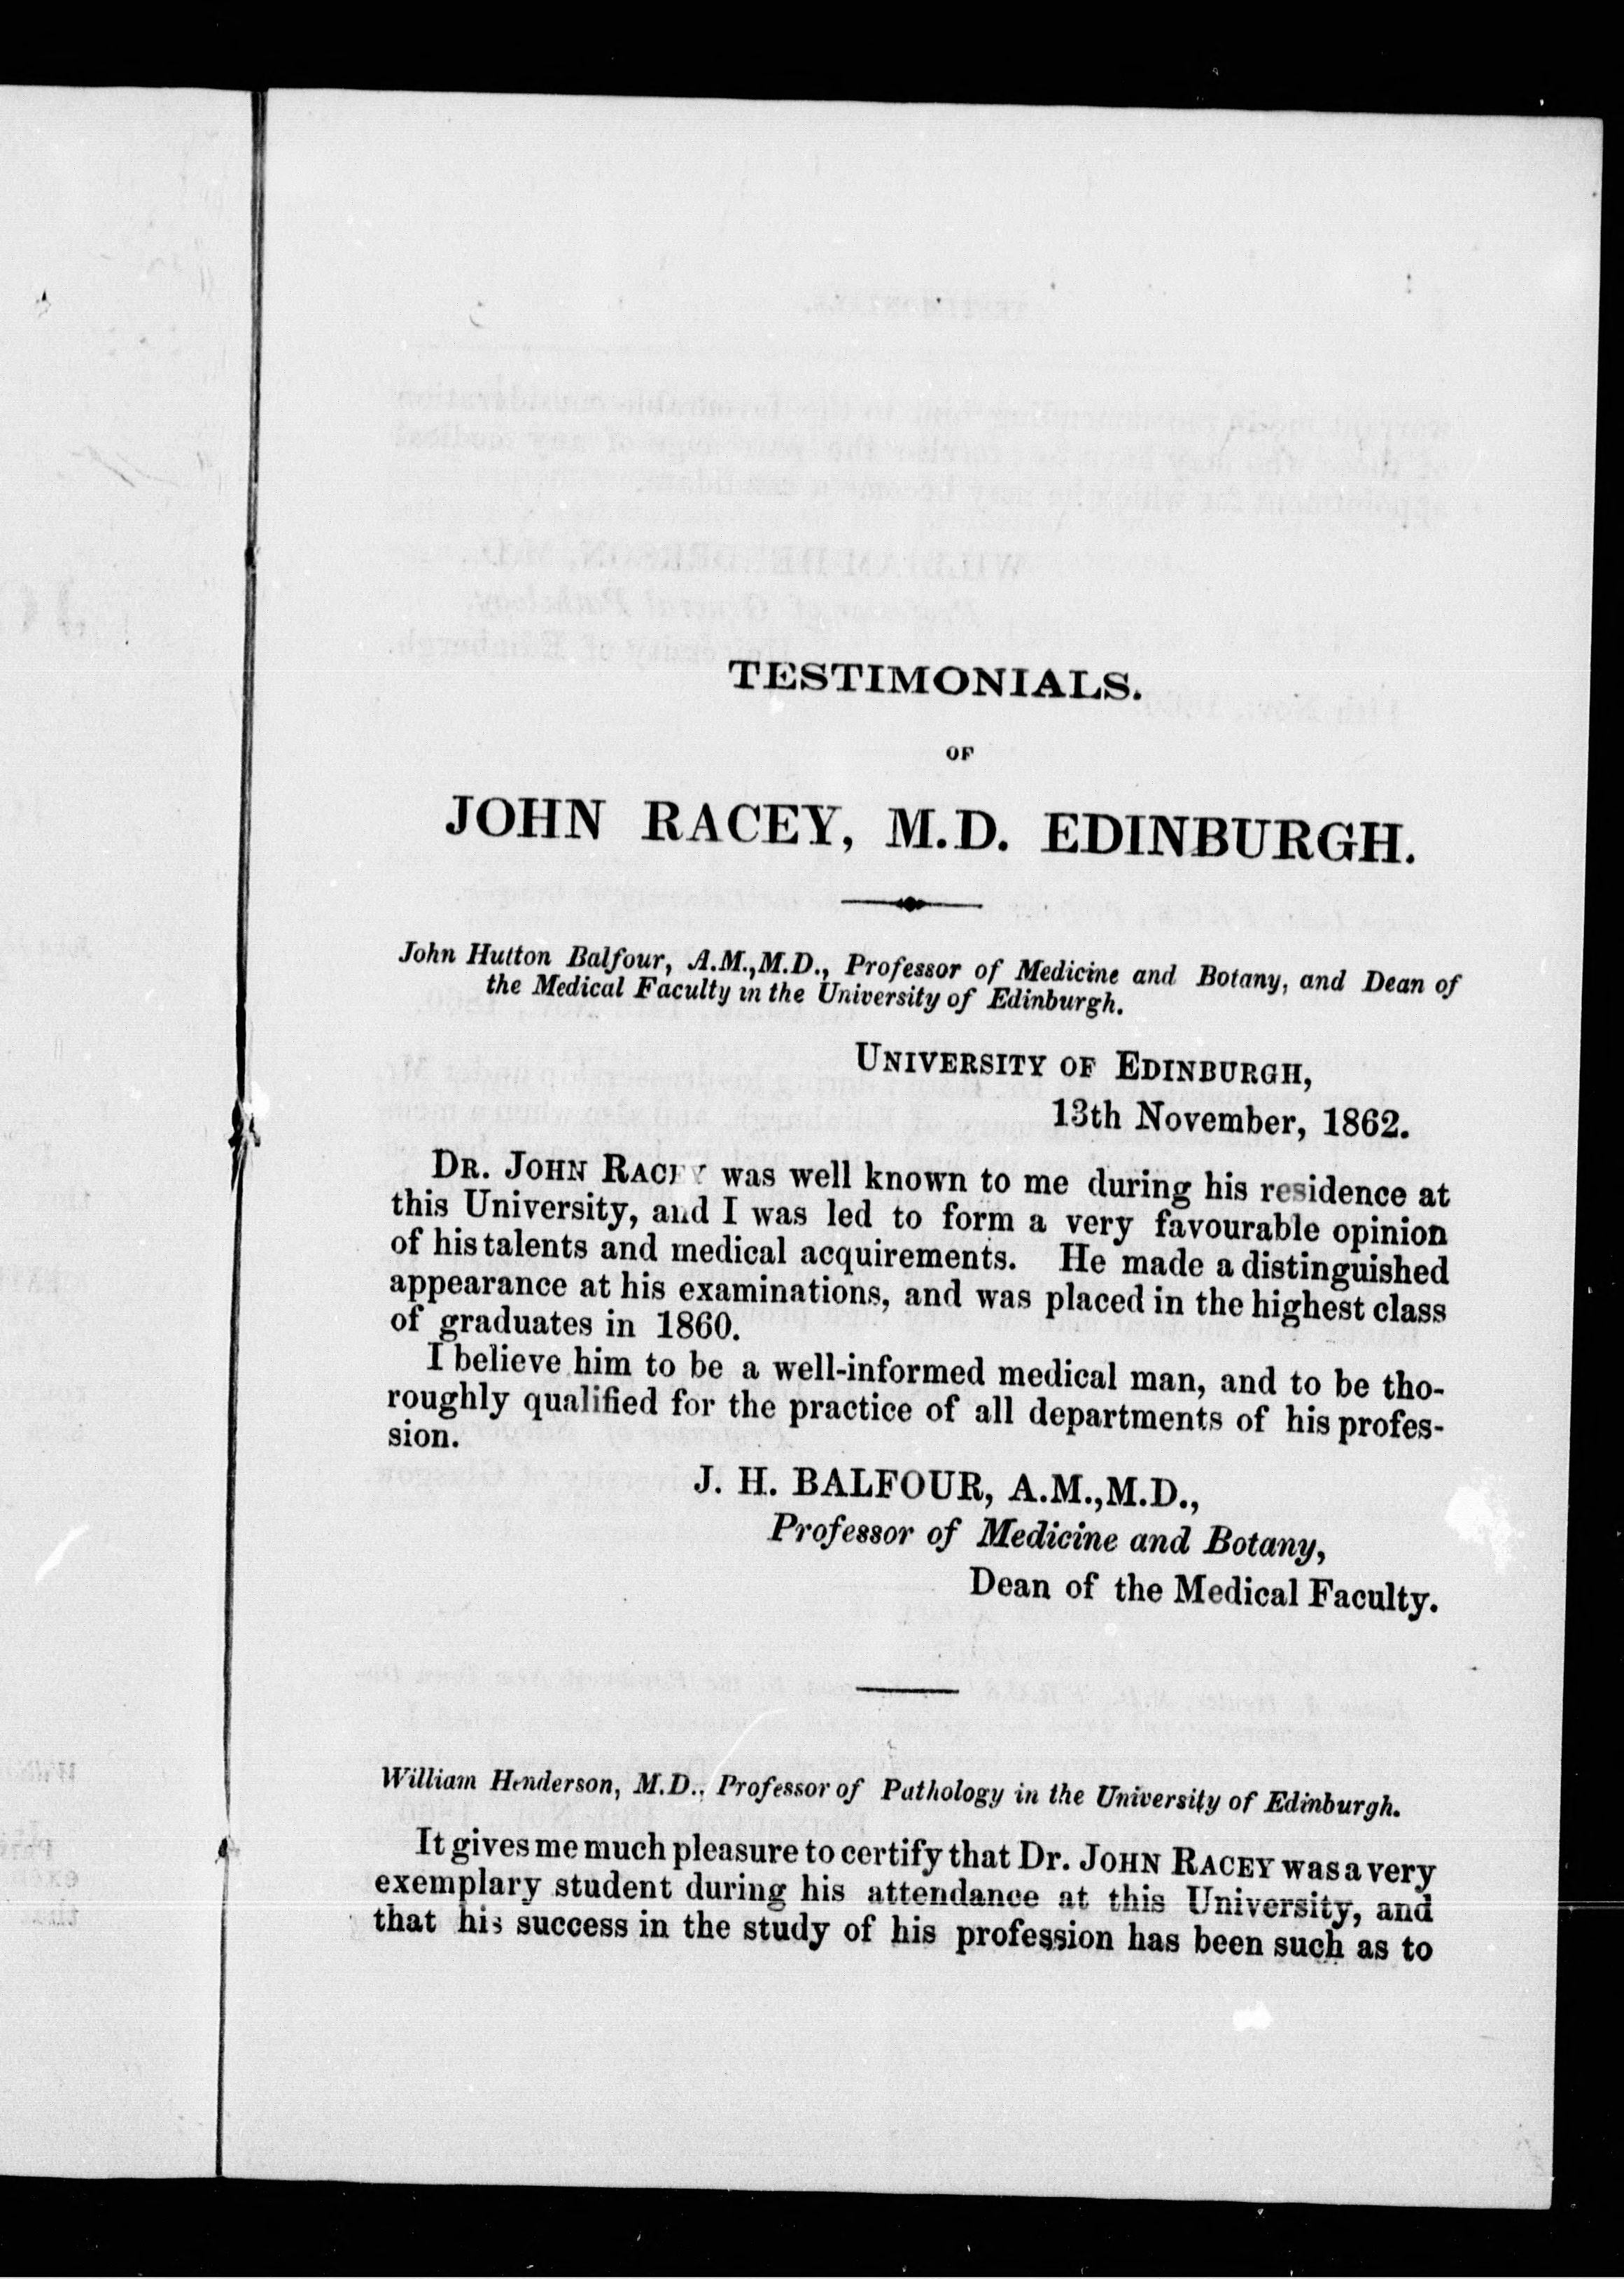 TESTIMONIALS.
OF
JOHN RACEY, M.D. EDINBURGH.
John Hutton Balfour, A.M.,M.D., Professor of Medicine and Botany, and Dean of
the Medical Faculty in the University of Edinburgh.
UNIVERSITY OF EDINBURGH,
13th November, 1862.
DR. JOHN RACEY was well known to me during his residence at
this University, and I was led to form a very favourable opinion
of his talents and medical acquirements. He made a distinguished
appearance at his examinations, and was placed in the highest class
of graduates in 1860.
I believe him to be a well-informed medical man, and to be tho-
roughly qualified for the practice of all departments of his profes-
sion.
J. H. BALFOUR, A.M.,M.D.,
Professor of Medicine and Botany,
Dean of the Medical Faculty.
William Henderson, M.D., Professor of Pathology in the University of Edinburgh.
It gives me much pleasure to certify that Dr. JOHN RACEY was a very
exemplary student during his attendance at this University, and
that his success in the study of his profession has been such as to